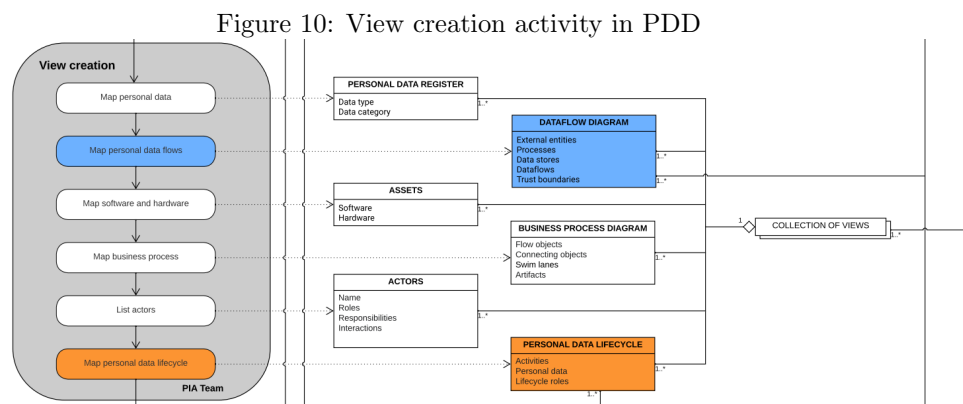 Figure 10: View creation activity in PDD
View creation
Map personal data
Map personal data flows
Map software and hardware
Map business process
List actors
Map personal data lifecycle
PIA Team
PERSONAL DATA REGISTER
Data type
Data category
1..*
DATAFLOW DIAGRAM
External entities
Processes
Data stores
Dataflows
Trust boundaries
1..*
1..*
ASSETS
Software
Hardware
1..*
BUSINESS PROCESS DIAGRAM
Flow objects
Connecting objects
Swim lanes
Artifacts
1..*
ACTORS
Name
Roles
Responsibilities
Interactions
1..*
PERSONAL DATA LIFECYCLE
Activities
Personal data
Lifecycle roles
1..*
1..*
1
COLLECTION OF VIEWS
1..*